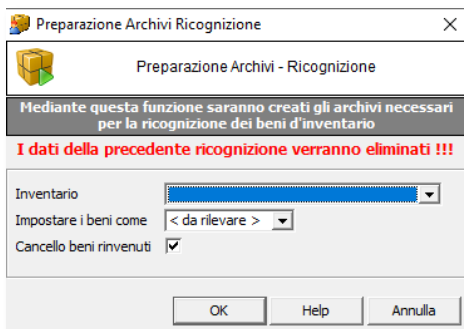 Preparazione Archivi Ricognizione
Preparazione Archivi - Ricognizione
Mediante questa funzione saranno creati gli archivi necessari
per la ricognizione dei beni d'inventario
I dati della precedente ricognizione verranno eliminati !!!
Inventario
Impostare i beni come < da rilevare >
Cancello beni rinvenuti
OK Help Annulla